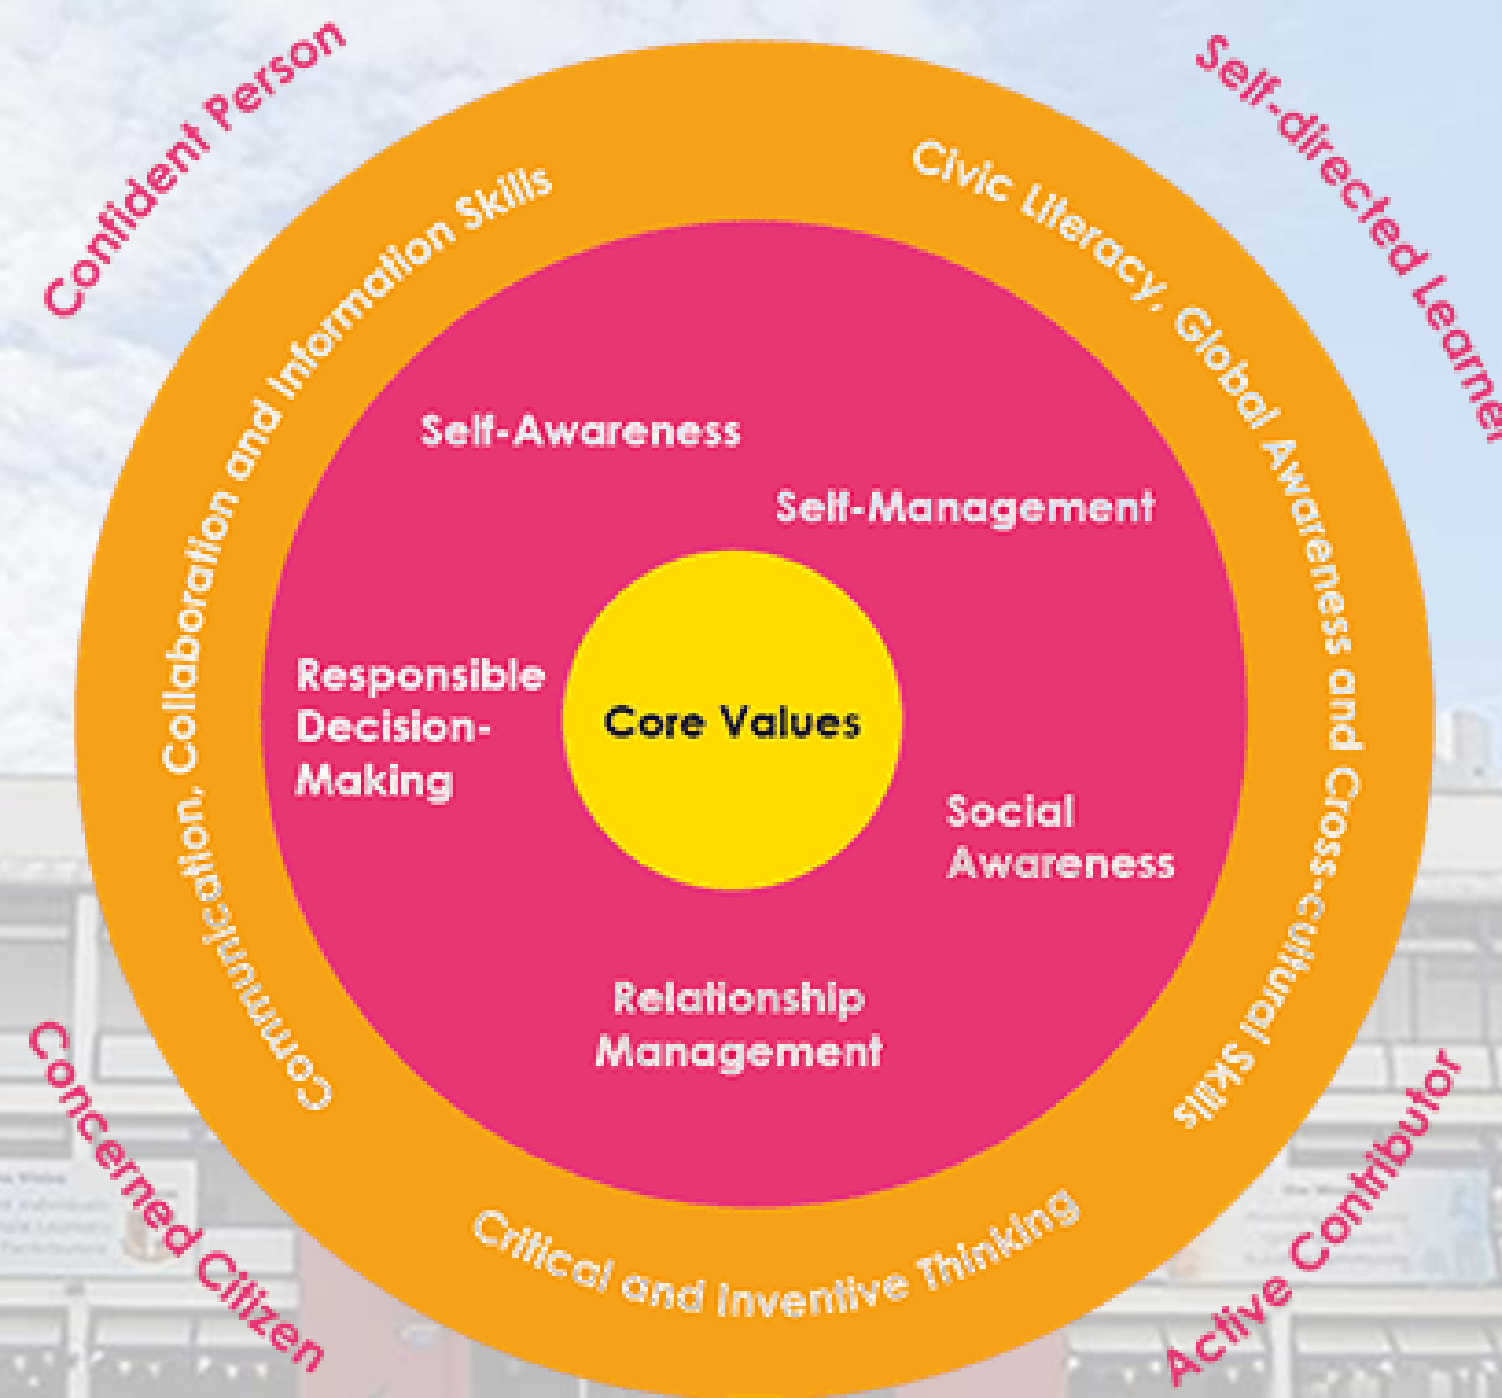 Confident Person
Self-directed Learner
Communication, Collaboration and Information Skills
Civic Literacy, Global Awareness and Cross-cultural Skills
Self-Awareness
Self-Management
Responsible
Decision-
Making
Core Values
Social
Awareness
Relationship
Management
Critical and Inventive Thinking
Concerned Citizen
Active Contributor